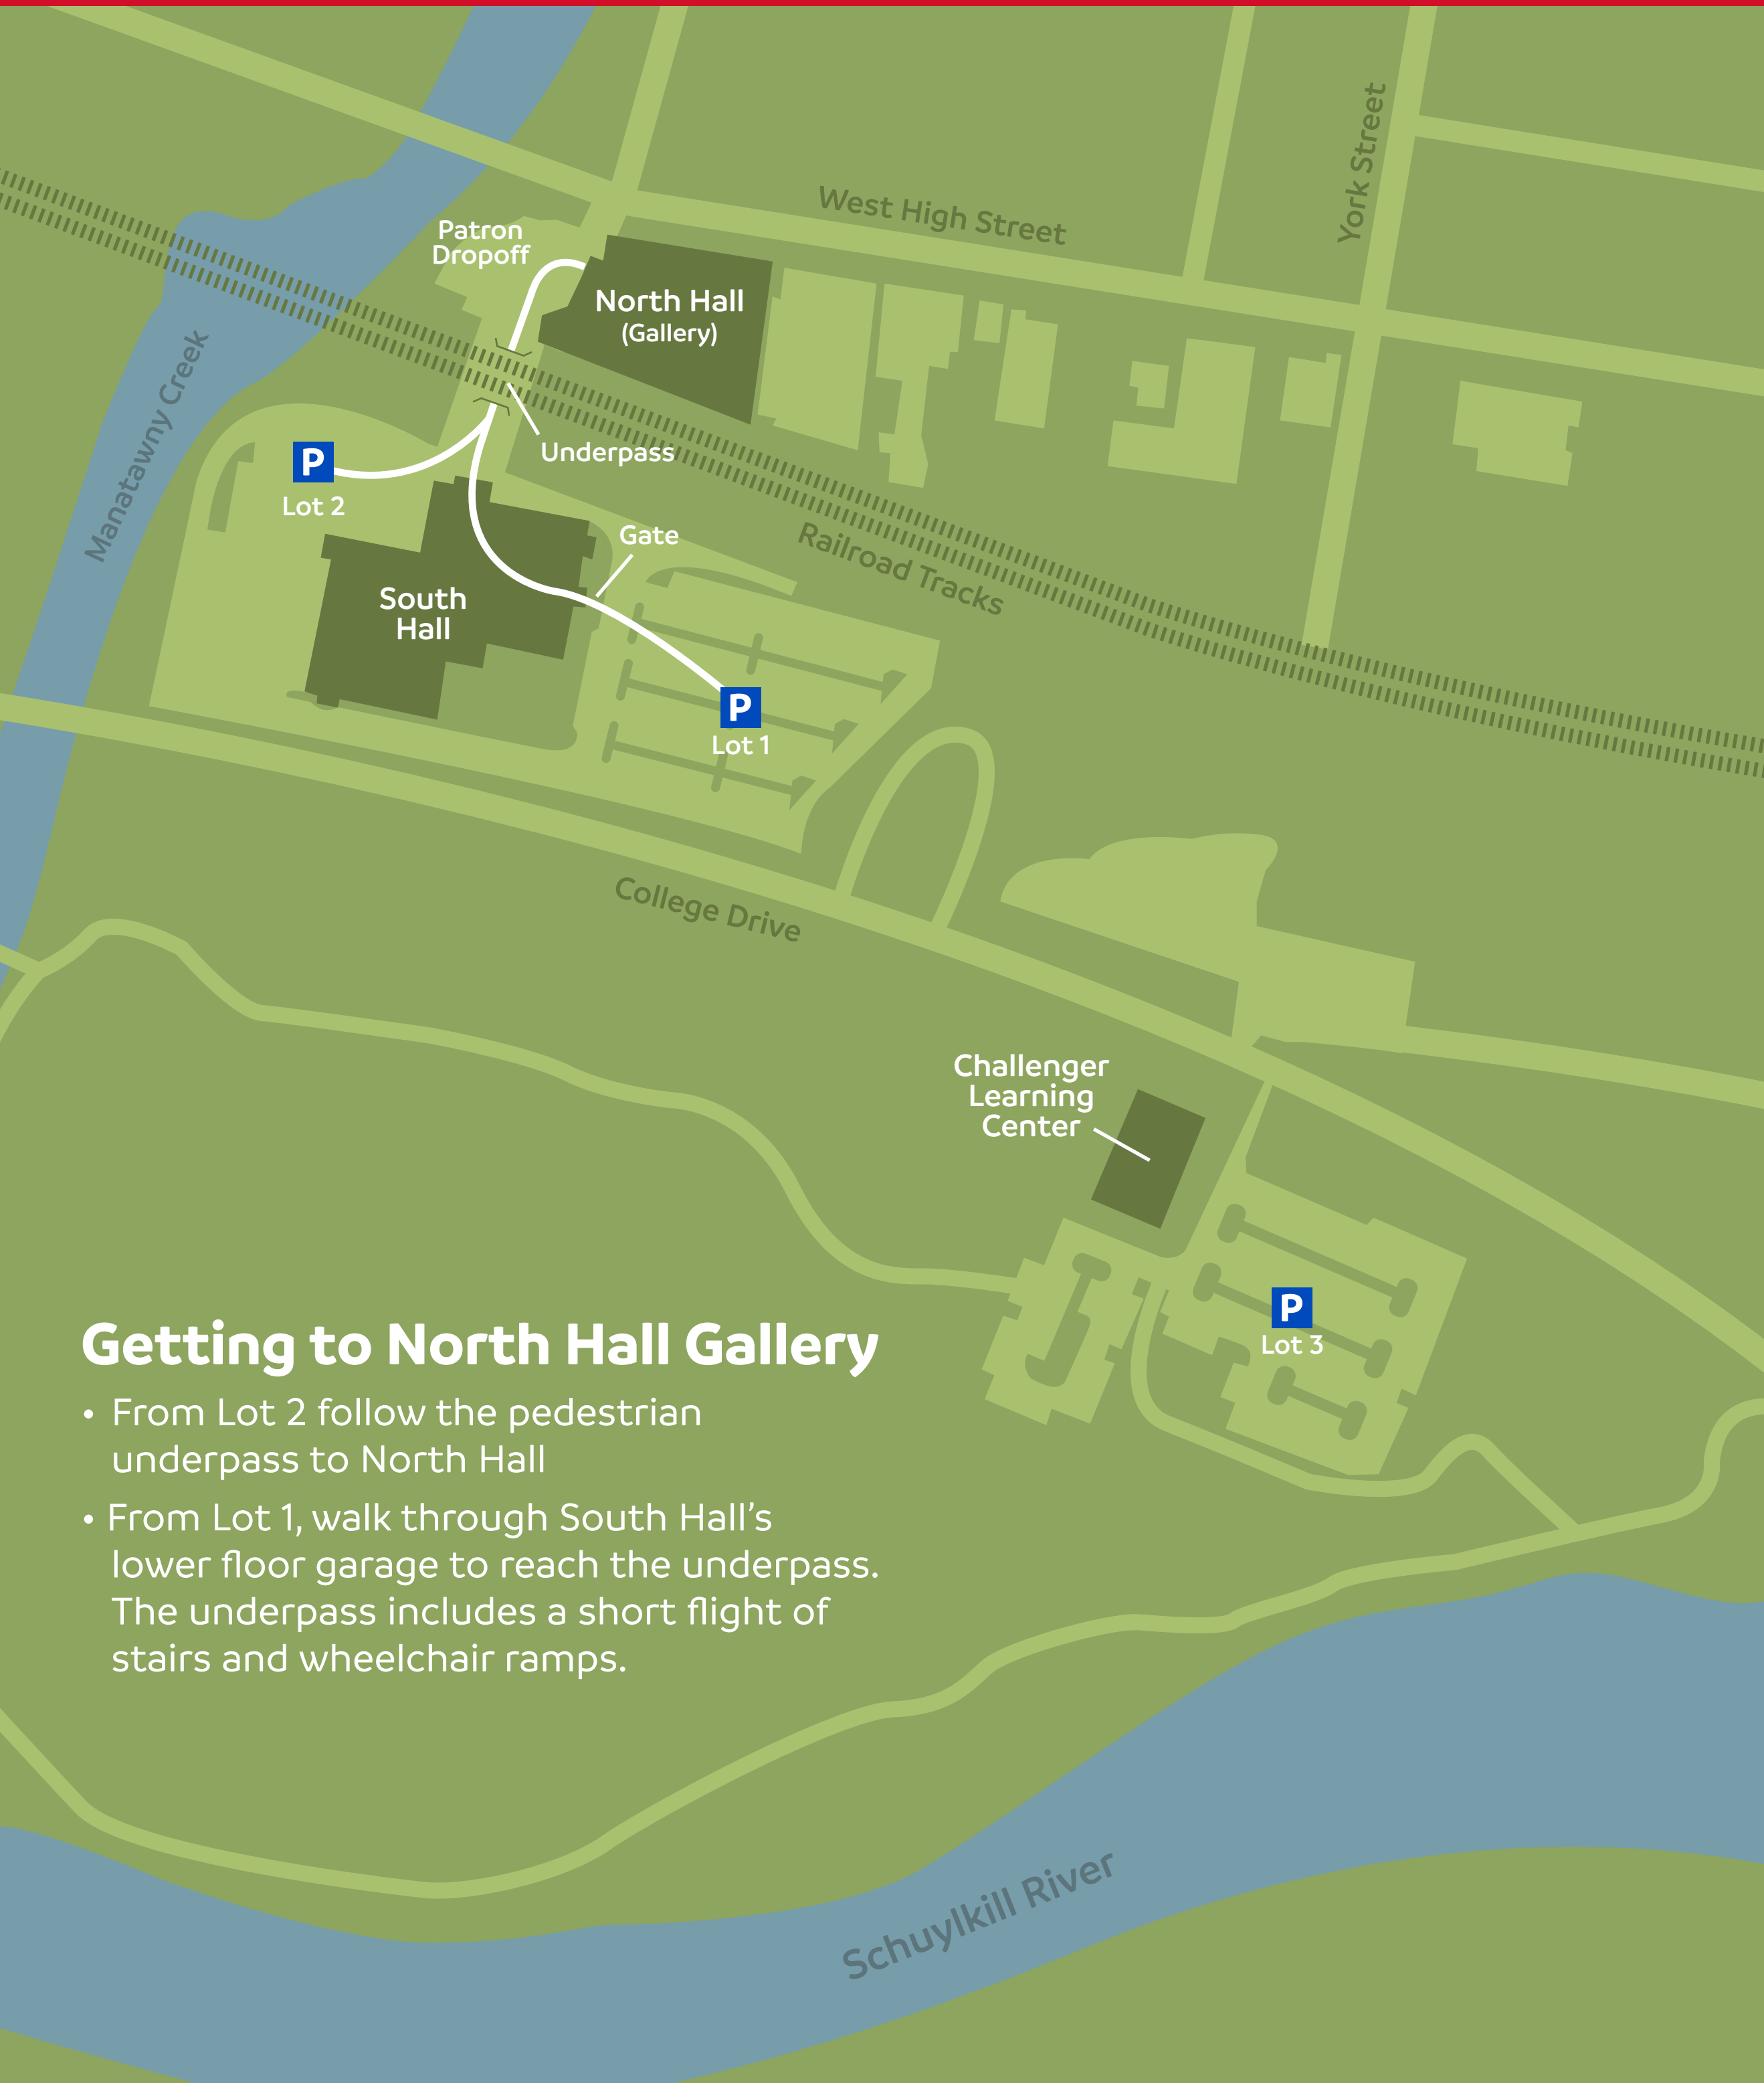 York Street
West High Street
Patron
Dropoff
North Hall
(Gallery)
Manatawny Creek
Underpass
P
Lot 2
Gate
Railroad Tracks
South
Hall
P
Lot 1
College Drive
Challenger
Learning
Center
P
Lot 3
Getting to North Hall Gallery
• From Lot 2 follow the pedestrian
underpass to North Hall
• From Lot 1, walk through South Hall’s
lower floor garage to reach the underpass.
The underpass includes a short flight of
stairs and wheelchair ramps.
Schuylkill River